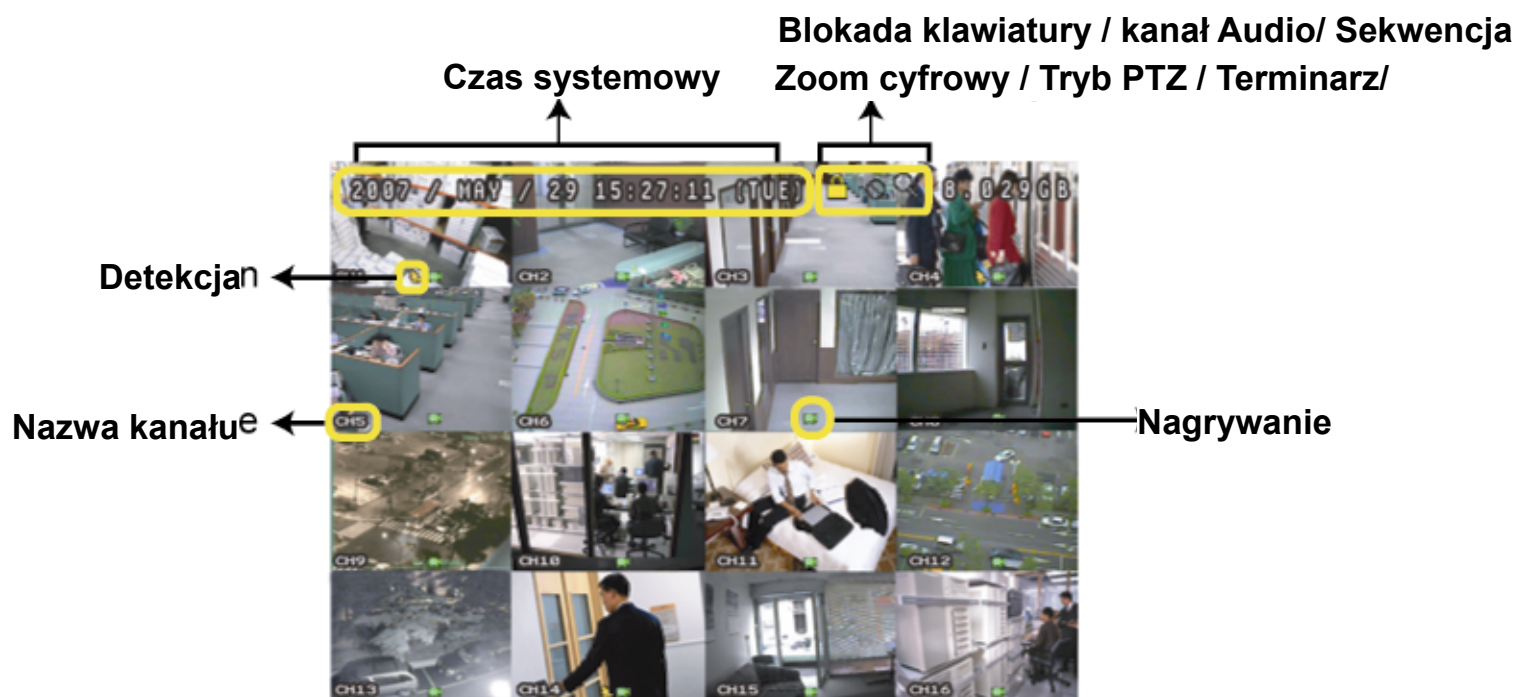 Blokada klawiatury / kanał Audio/ Sekwencja
Czas systemowy
Zoom cyfrowy / Tryb PTZ / Terminarz/
2007 / MAY / 29 15:27:11 (TUE)
8.029GB
Detekcjan
CH2
CH3
CH4
Nazwa kanałue
CH5
CH6
CH7
Nagrywanie
CH9
CH10
CH11
CH12
CH13
CH14
CH15
CH16